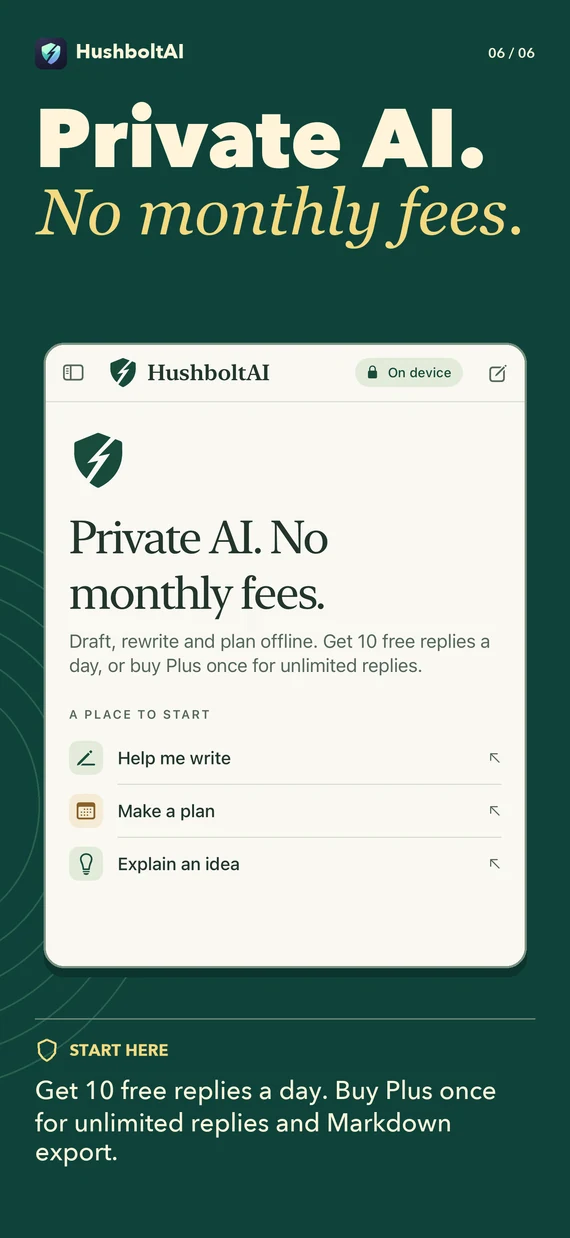 HushboltAI
06 / 06
Private AI.
No monthly fees.
HushboltAI
On device
Private AI. No
monthly fees.
Draft, rewrite and plan offline. Get 10 free replies a
day, or buy Plus once for unlimited replies.
A PLACE TO START
Help me write
Make a plan
Explain an idea
START HERE
Get 10 free replies a day. Buy Plus once
for unlimited replies and Markdown
export.